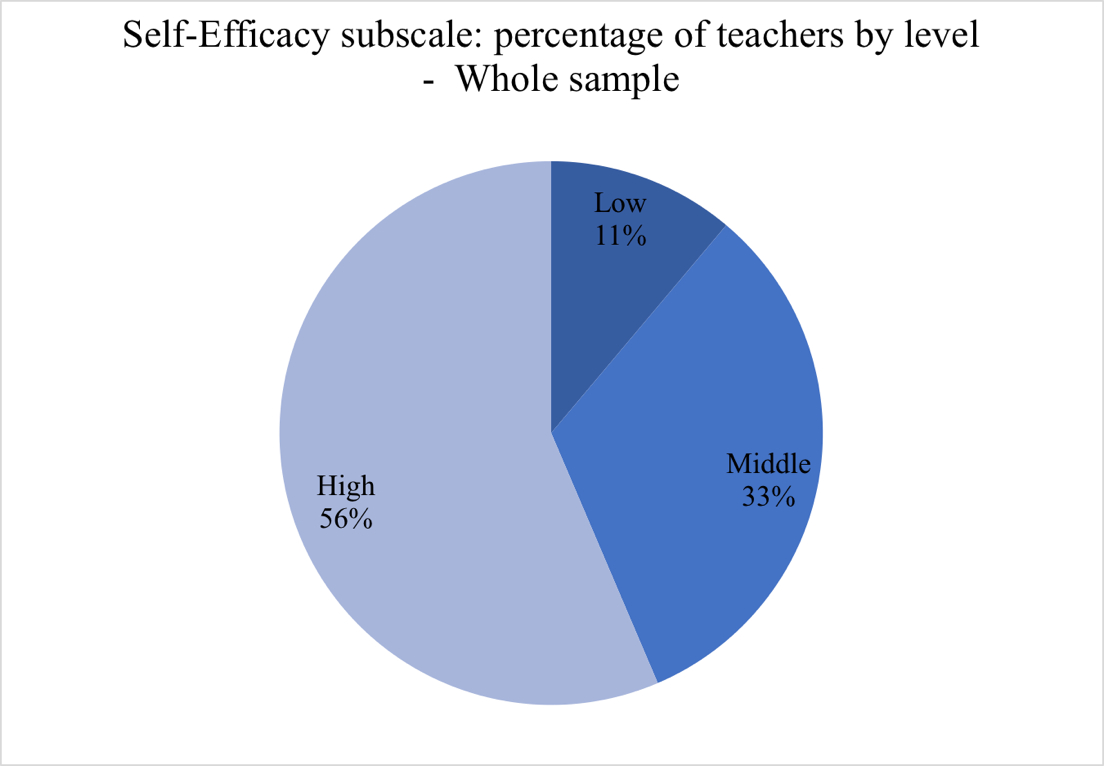 Self-Efficacy subscale: percentage of teachers by level
- Whole sample
Low
11%
Middle
33%
High
56%